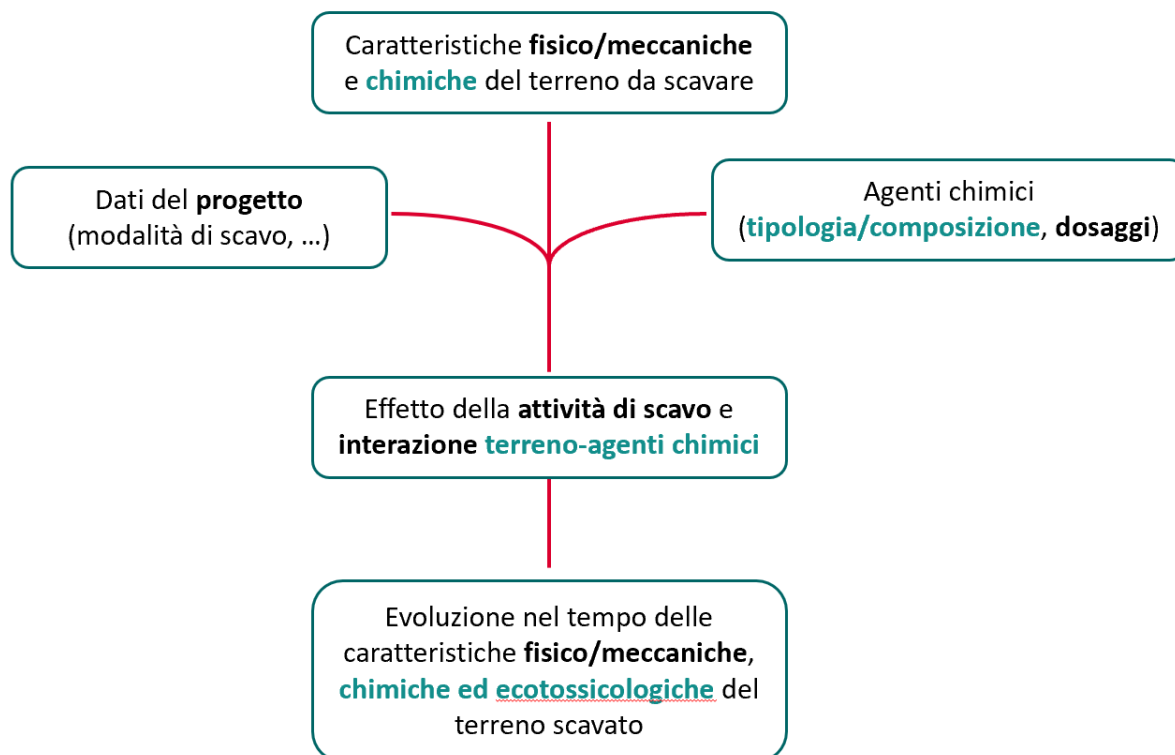 Caratteristiche fisico/meccaniche
e chimiche del terreno da scavare
Dati del progetto
(modalità di scavo, ...)
Agenti chimici
(tipologia/composizione, dosaggi)
Effetto della attività di scavo e
interazione terreno-agenti chimici
Evoluzione nel tempo delle
caratteristiche fisico/meccaniche,
chimiche ed ecotossicologiche del
terreno scavato